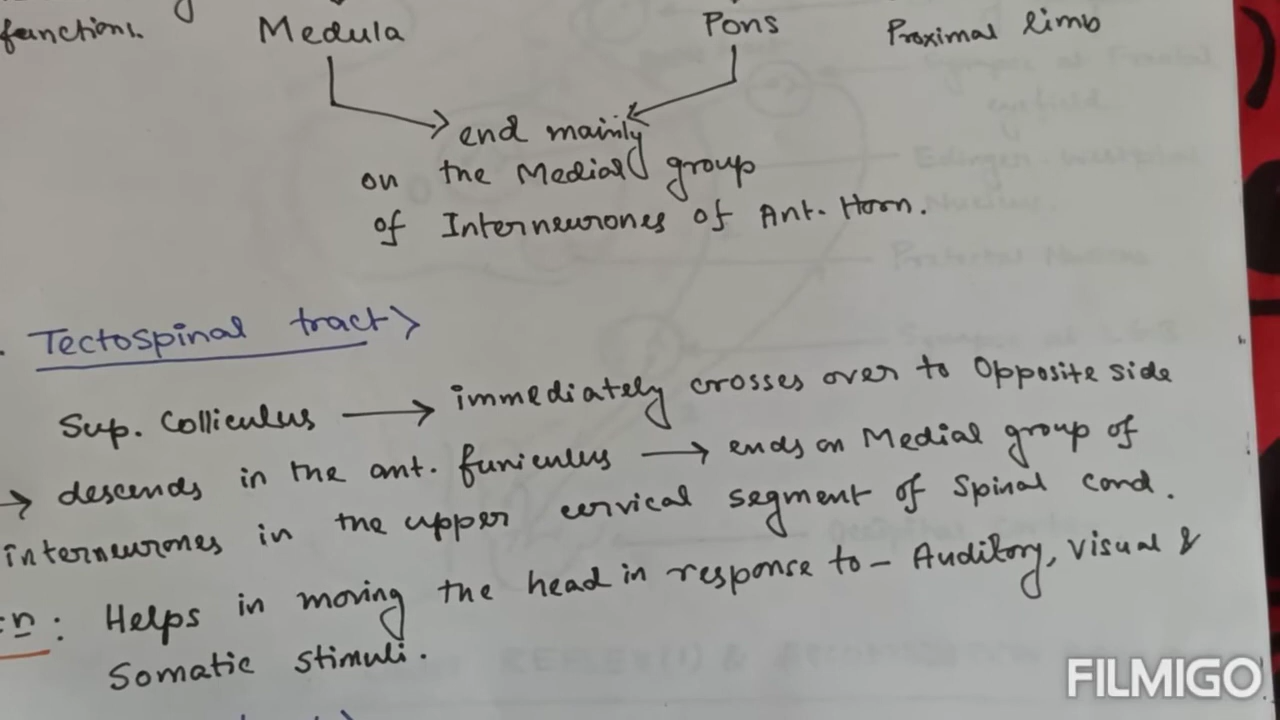 functions. Medula Pons Proximal limb
end mainly
on the Medial group
of Interneurones of Ant. Horn.
. Tectospinal tract >
Sup. Colliculus → immediately crosses over to opposite side
→ descends in the ant. funiculus → ends on Medial group of
interneurones in the upper cervical segment of spinal cord.
n : Helps in moving the head in response to - Auditory, visual &
Somatic stimuli.
FILMIGO